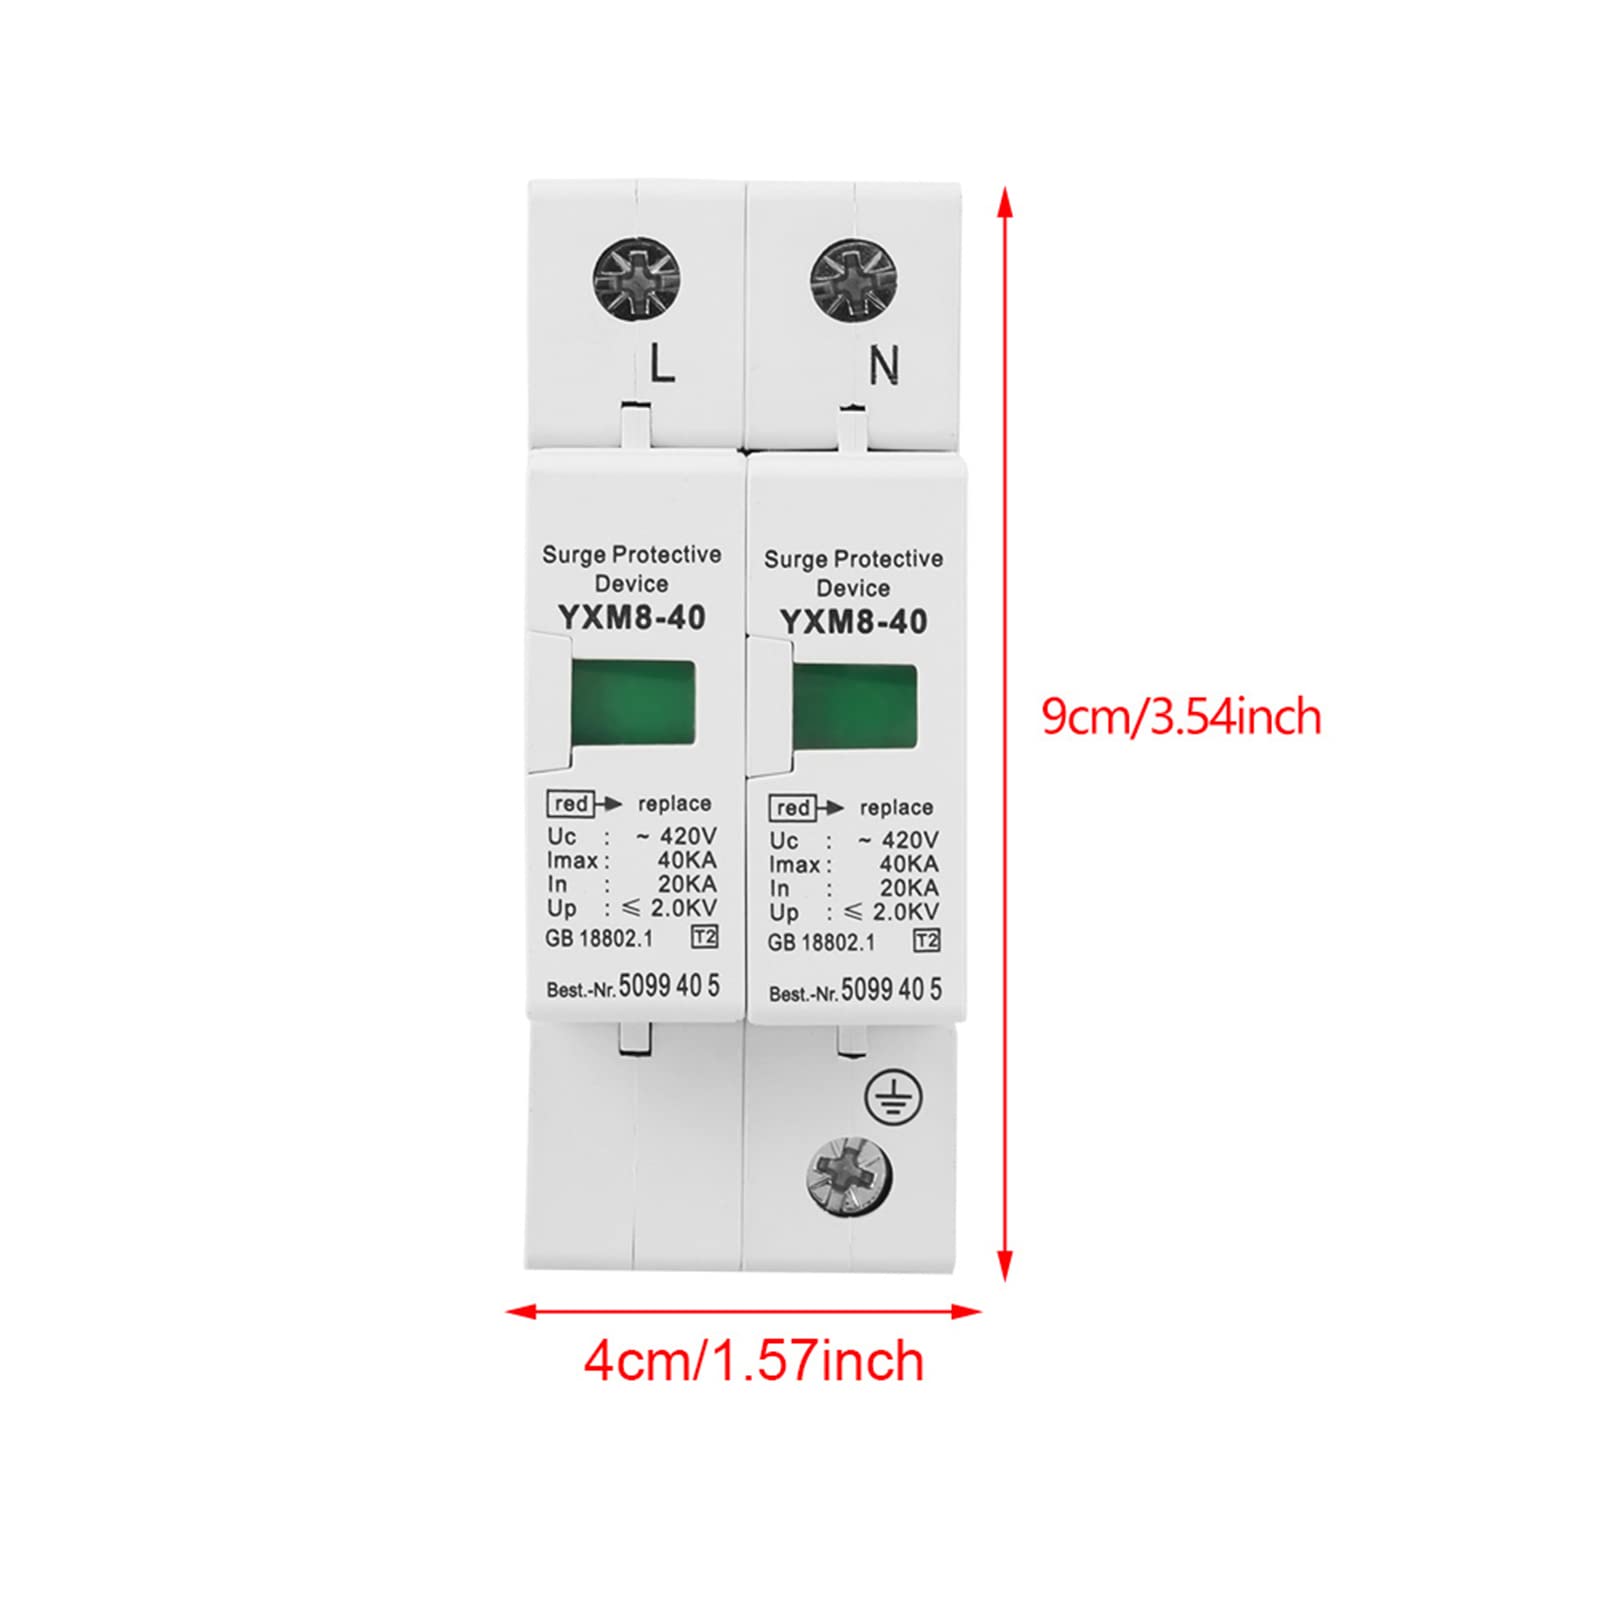 L
N
Surge Protective
Device
YXM8-40
red replace
Uc : ~ 420V
Imax : 40KA
In : 20KA
Up : ≤ 2.0KV
GB 18802.1 T2
Best.-Nr. 5099 40 5
Surge Protective
Device
YXM8-40
red replace
Uc : ~ 420V
Imax : 40KA
In : 20KA
Up : ≤ 2.0KV
GB 18802.1 T2
Best.-Nr. 5099 40 5
9cm/3.54inch
4cm/1.57inch